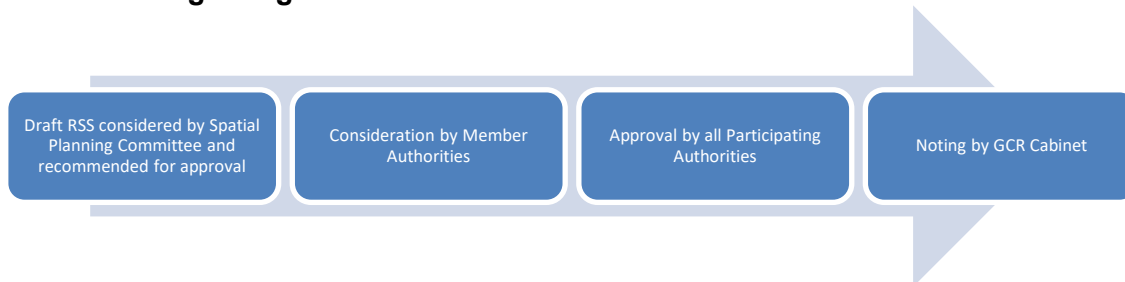 Draft RSS considered by Spatial
Planning Committee and
recommended for approval
Consideration by Member
Authorities
Approval by all Participating
Authorities
Noting by GCR Cabinet